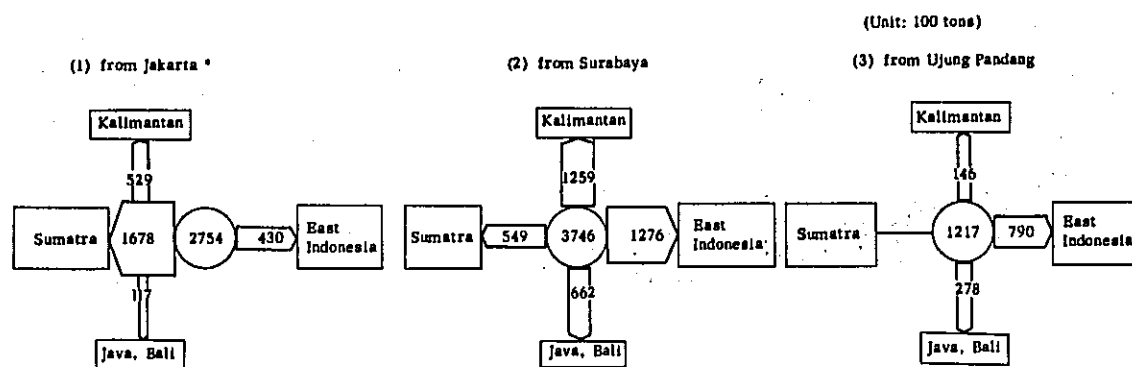 (Unit: 100 tons)
(1) from Jakarta *
(2) from Surabaya
(3) from Ujung Pandang
Kalimantan
529
Sumatra
1678
2754
430
East
Indonesia
117
Java, Bali
Kalimantan
1259
Sumatra
549
3746
1276
East
Indonesia
662
Java, Bali
Kalimantan
146
Sumatra
1217
790
East
Indonesia
278
Java, Bali